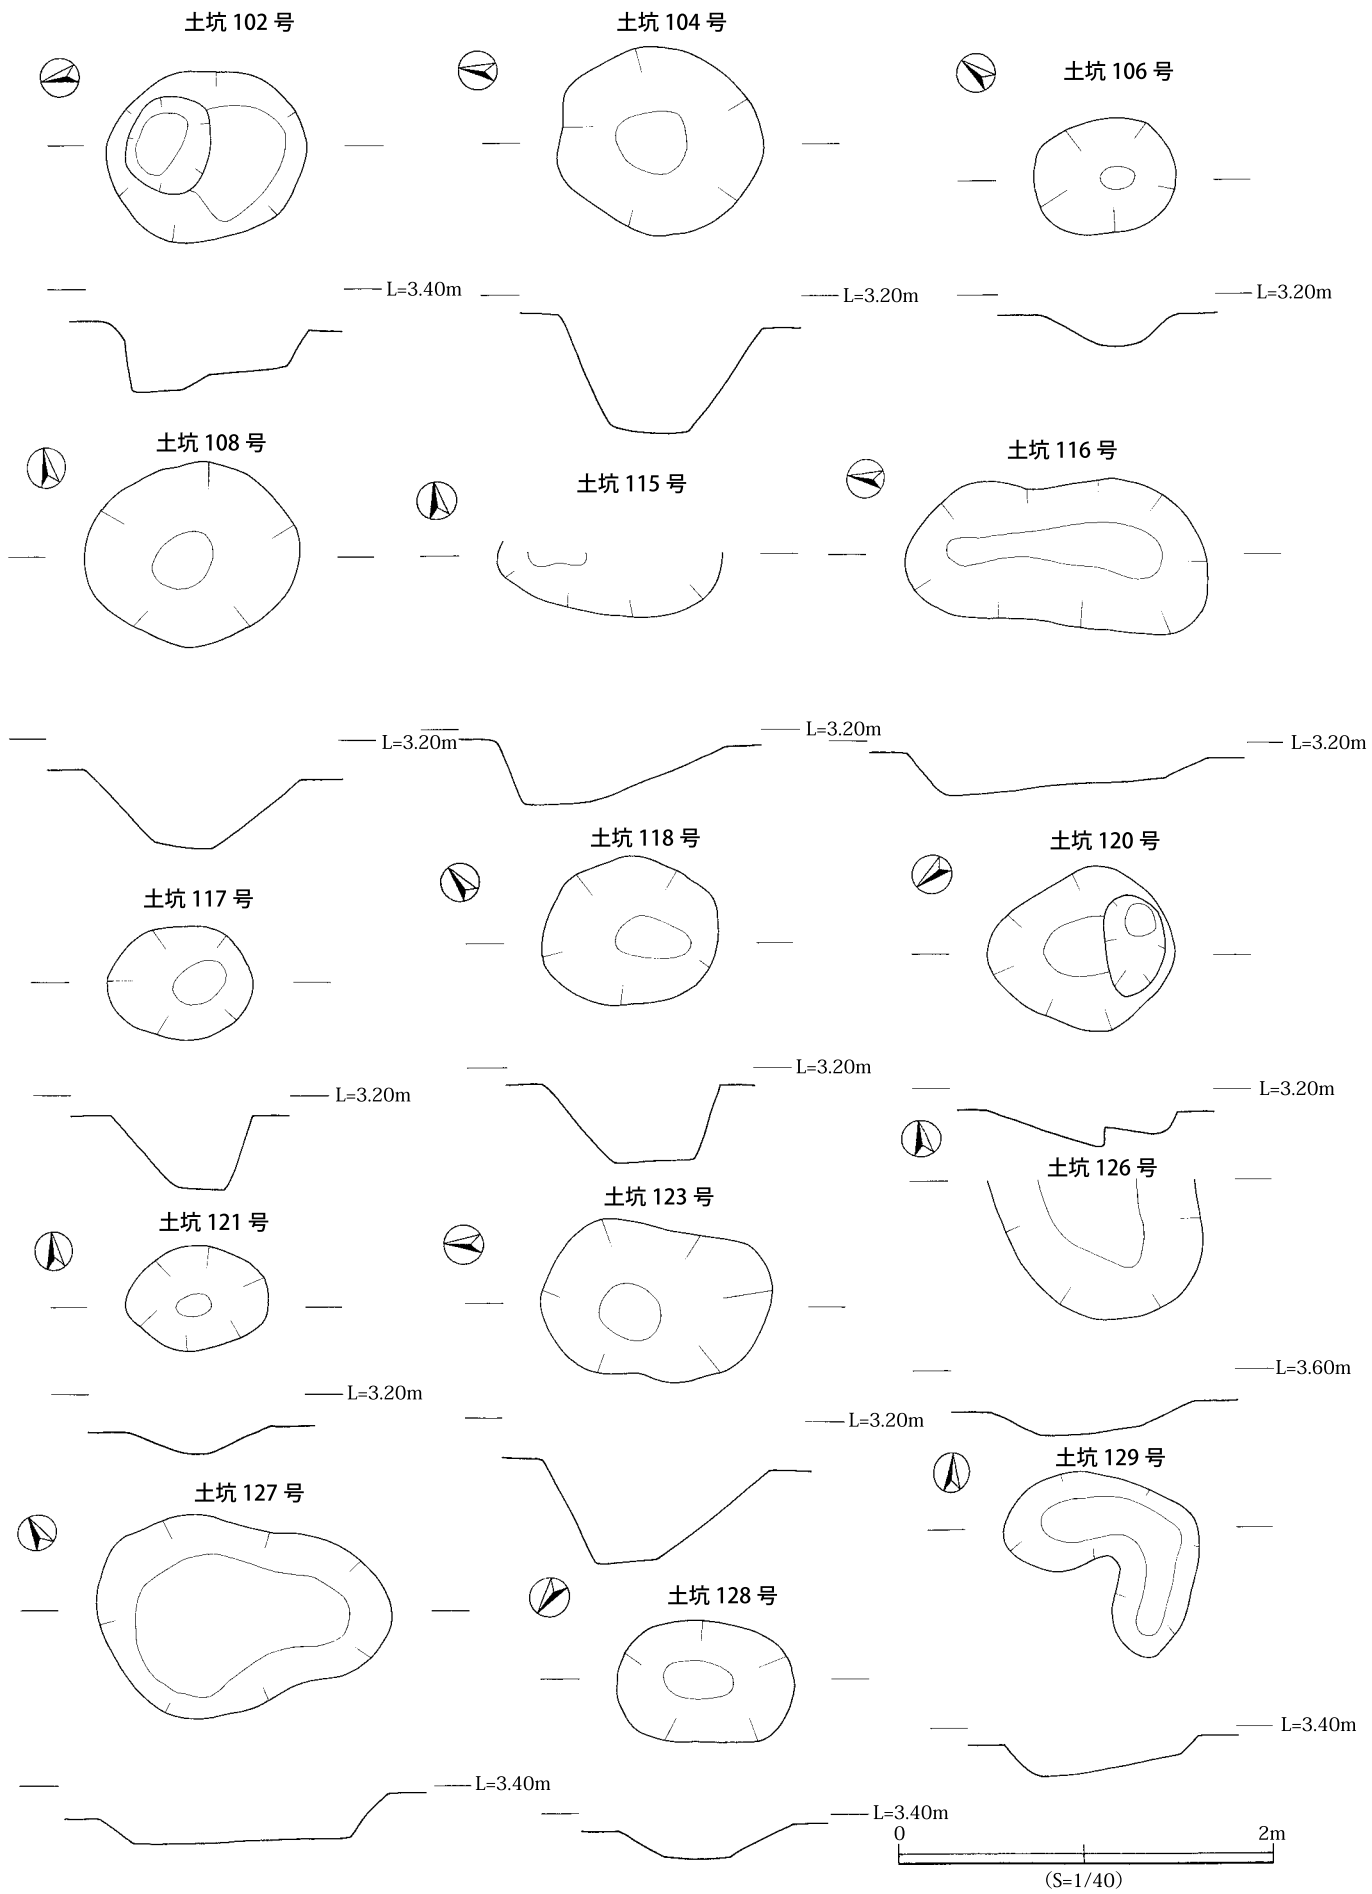 土坑 102 号
土坑 104 号
土坑 106 号
L=3.40m
L=3.20m
L=3.20m
土坑 108 号
土坑 115 号
土坑 116 号
L=3.20m
L=3.20m
L=3.20m
土坑 117 号
土坑 118 号
土坑 120 号
L=3.20m
L=3.20m
L=3.20m
土坑 121 号
土坑 123 号
土坑 126 号
L=3.20m
L=3.20m
L=3.60m
土坑 127 号
土坑 128 号
土坑 129 号
L=3.40m
L=3.40m
L=3.40m
0 2m
(S=1/40)